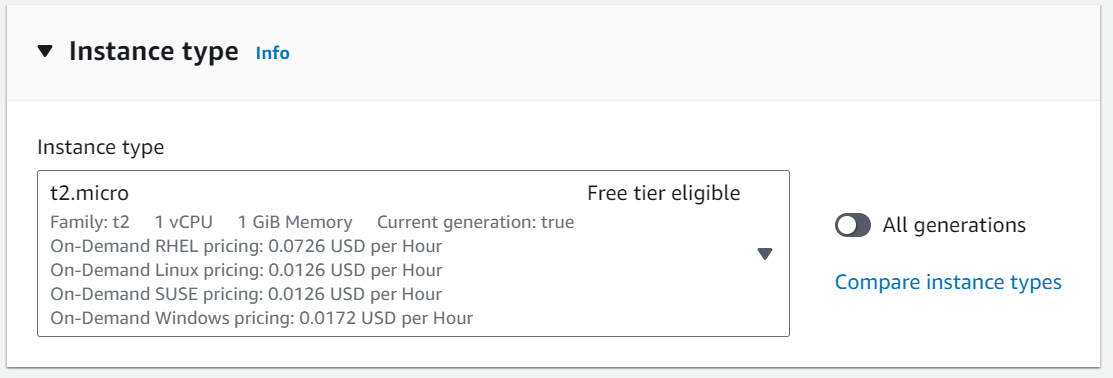 Instance type Info
Instance type
t2.micro Free tier eligible
Family: t2 1 vCPU 1 GiB Memory Current generation: true
On-Demand RHEL pricing: 0.0726 USD per Hour
On-Demand Linux pricing: 0.0126 USD per Hour
On-Demand SUSE pricing: 0.0126 USD per Hour
On-Demand Windows pricing: 0.0172 USD per Hour
All generations
Compare instance types